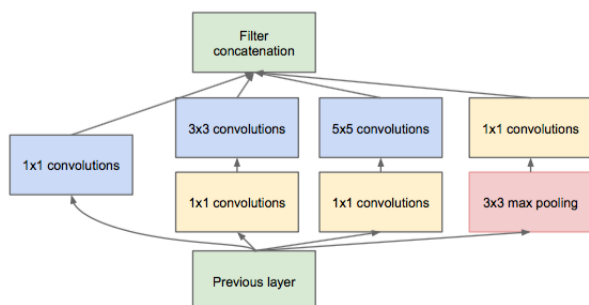 Filter
concatenation
3x3 convolutions
5x5 convolutions
1x1 convolutions
1x1 convolutions
1x1 convolutions
1x1 convolutions
3x3 max pooling
Previous layer